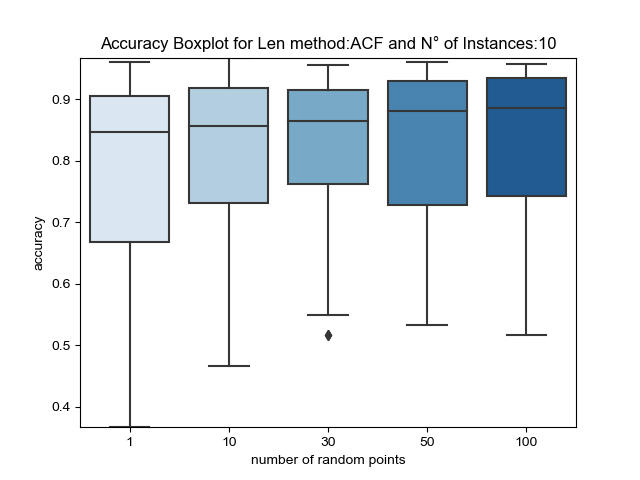 Accuracy Boxplot for Len method:ACF and N° of Instances:10
0.9
0.8
0.7
0.6
0.5
0.4
accuracy
1 10 30 50 100
number of random points